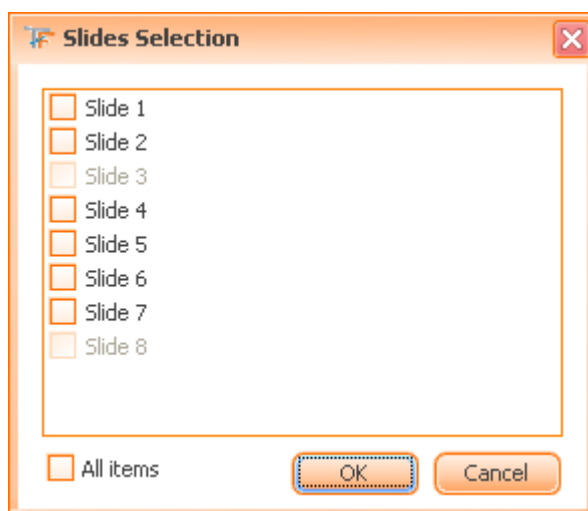 Slides Selection
Slide 1
Slide 2
Slide 3
Slide 4
Slide 5
Slide 6
Slide 7
Slide 8
All items
OK
Cancel